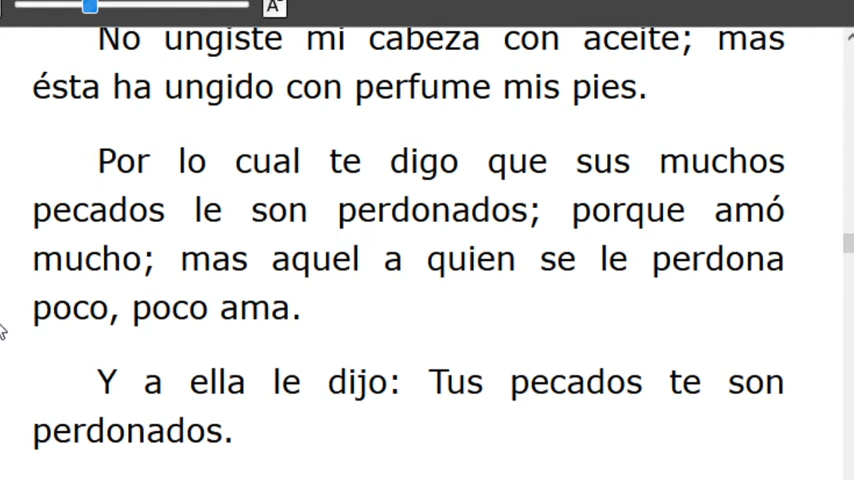 A
No ungiste mi cabeza con aceite; mas
ésta ha ungido con perfume mis pies.
Por lo cual te digo que sus muchos
pecados le son perdonados; porque amó
mucho; mas aquel a quien se le perdona
poco, poco ama.
Y a ella le dijo: Tus pecados te son
perdonados.